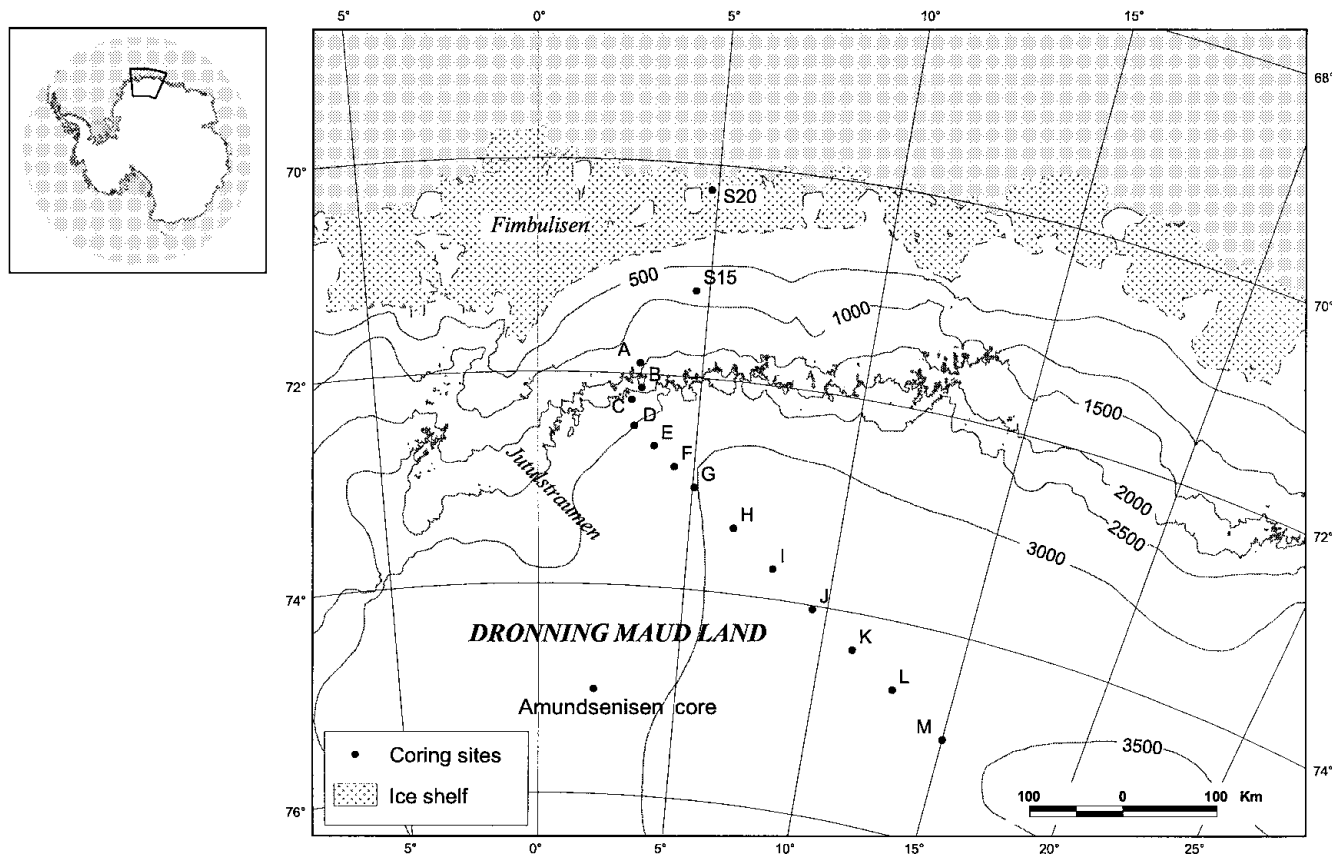 5° 0° 5° 10° 15°
68°
70°
S20
Fimbulisen
S15
500
1000
70°
A
B
72°
C
D
1500
E
F
Jutulstraumen
G
2000
2500
H
72°
3000
I
74°
J
DRONNING MAUD LAND
K
L
Amundsenisen core
M
3500
74°
Coring sites
Ice shelf
100 0 100 Km
76°
5° 0° 5° 10° 15° 20° 25°